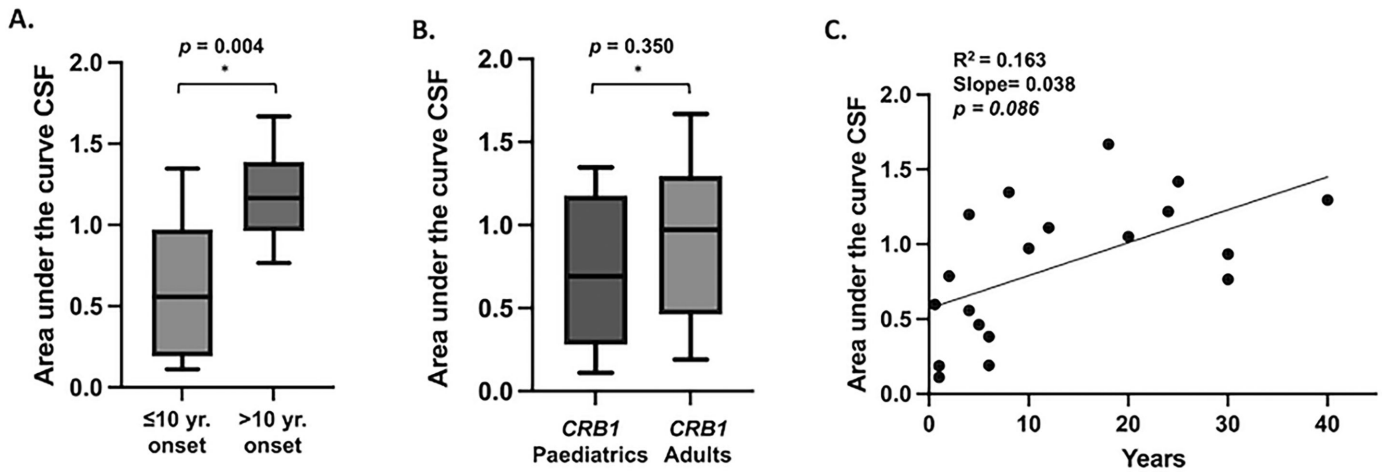 A.
p = 0.004
*
Area under the curve CSF
2.0
1.5
1.0
0.5
0.0
≤10 yr.
onset
>10 yr.
onset
B.
p = 0.350
*
Area under the curve CSF
2.0
1.5
1.0
0.5
0.0
CRB1
Paediatrics
CRB1
Adults
C.
R² = 0.163
Slope= 0.038
p = 0.086
Area under the curve CSF
2.0
1.5
1.0
0.5
0.0
0 10 20 30 40
Years